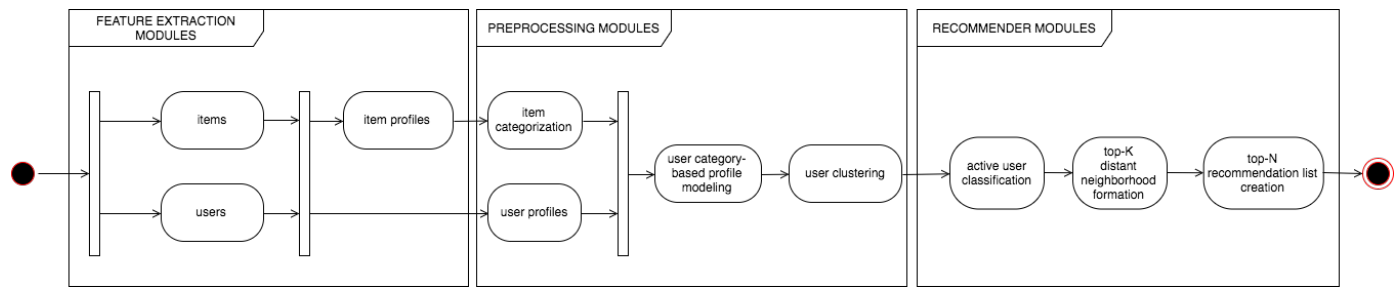 FEATURE EXTRACTION
MODULES
PREPROCESSING MODULES
RECOMMENDER MODULES
items
item profiles
item
categorization
users
user profiles
user category-
based profile
modeling
user clustering
active user
classification
top-K
distant
neighborhood
formation
top-N
recommendation list
creation